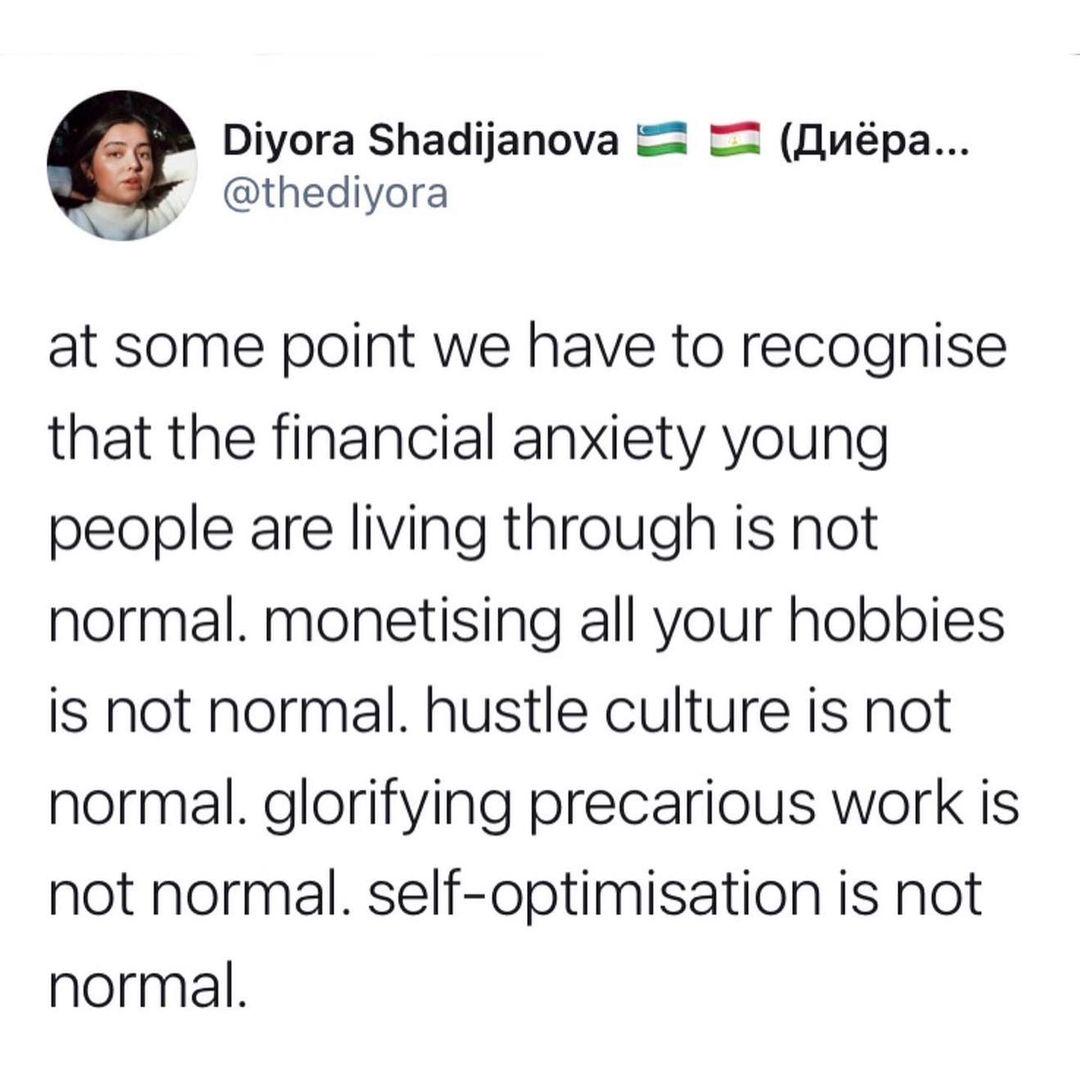 Diyora Shadijanova 🇺🇿 🇹🇯 (Диёра...
@thediyora
at some point we have to recognise
that the financial anxiety young
people are living through is not
normal. monetising all your hobbies
is not normal. hustle culture is not
normal. glorifying precarious work is
not normal. self-optimisation is not
normal.